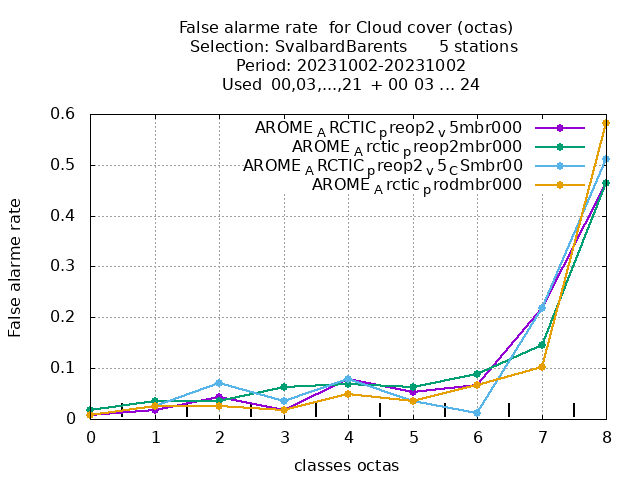 False alarme rate  for Cloud cover (octas)
Selection: SvalbardBarents      5 stations
Period: 20231002-20231002
Used  00,03,...,21  + 00 03 ... 24
AROME_ARCTIC_preop2_v5mbr000
AROME_Arctic_preop2mbr000
AROME_ARCTIC_preop2_v5_CSmbr00
AROME_Arctic_prodmbr000
0.6
0.5
0.4
0.3
0.2
0.1
0
False alarme rate
0 1 2 3 4 5 6 7 8
classes octas